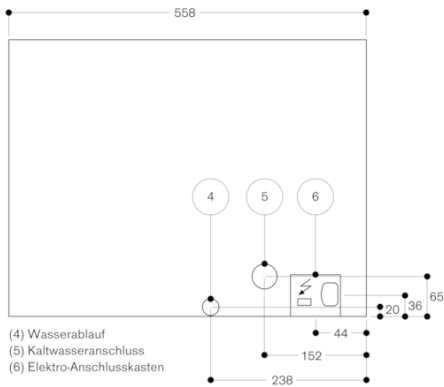 558
4 5 6
65
36
20
44
152
238
(4) Wasserablauf
(5) Kaltwasseranschluss
(6) Elektro-Anschlusskasten